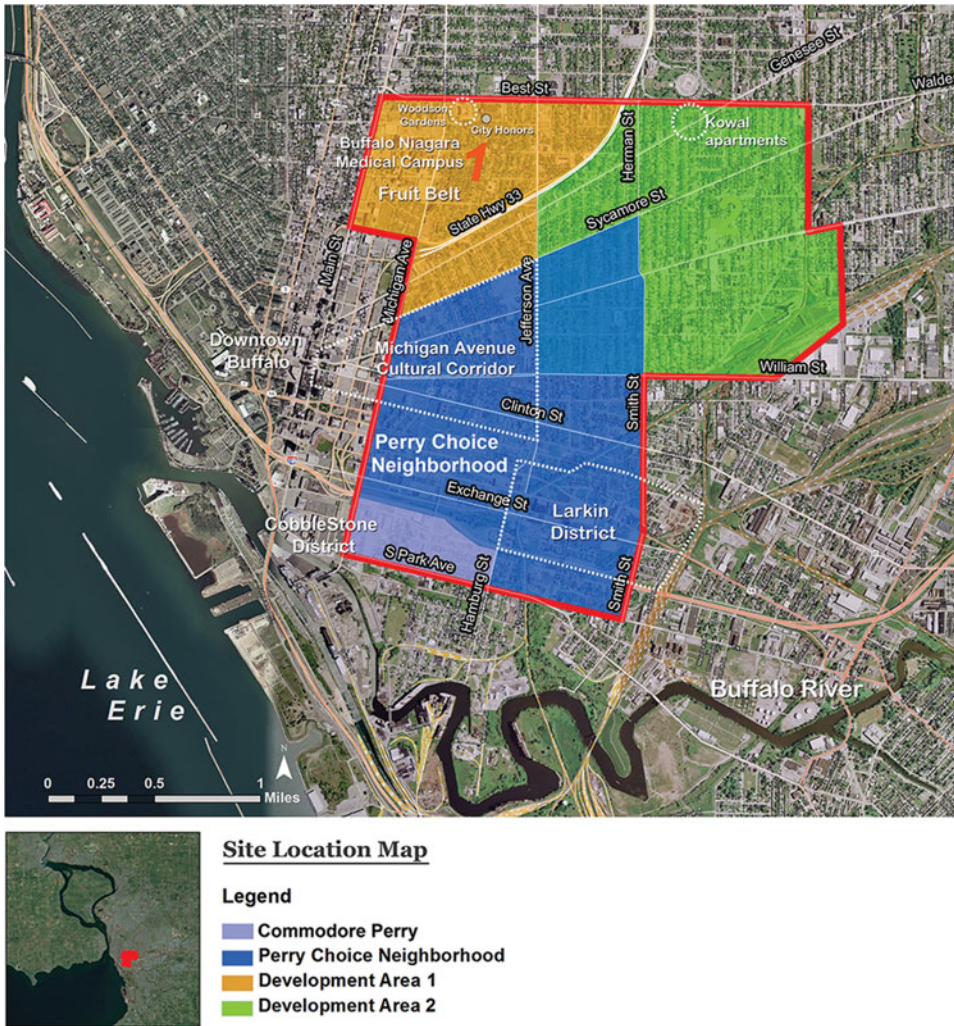 Best St
Genesee St
Woodson
Gardens
City Honors
Kowal
apartments
Buffalo Niagara
Medical Campus
Fruit Belt
State Hwy 33
Herman St
Sycamore St
Main St
Michigan Ave
Jefferson Ave
Downtown
Buffalo
Michigan Avenue
Cultural Corridor
William St
Clinton St
Smith St
Perry Choice
Neighborhood
Exchange St
Larkin
District
CobbleStone
District
S Park Ave
Hamburg St
Smith St
Lake
Erie
Buffalo River
N
0 0.25 0.5 1
Miles
Site Location Map
Legend
Commodore Perry
Perry Choice Neighborhood
Development Area 1
Development Area 2